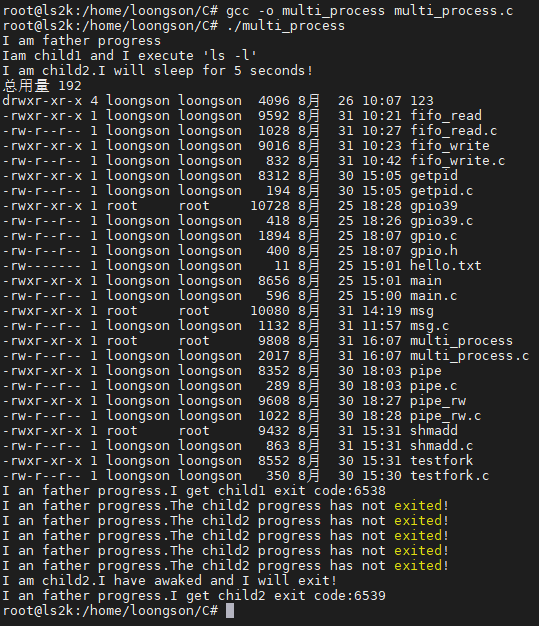 root@ls2k:/home/loongson/C# gcc -o multi_process multi_process.c
root@ls2k:/home/loongson/C# ./multi_process
I am father progress
Iam child1 and I execute 'ls -l'
I am child2.I will sleep for 5 seconds!
总用量 192
drwxr-xr-x 4 loongson loongson  4096 8月  26 10:07 123
-rwxr-xr-x 1 loongson loongson  9592 8月  31 10:21 fifo_read
-rw-r--r-- 1 loongson loongson  1028 8月  31 10:27 fifo_read.c
-rwxr-xr-x 1 loongson loongson  9016 8月  31 10:23 fifo_write
-rw-r--r-- 1 loongson loongson   832 8月  31 10:42 fifo_write.c
-rwxr-xr-x 1 loongson loongson  8312 8月  30 15:05 getpid
-rw-r--r-- 1 loongson loongson   194 8月  30 15:05 getpid.c
-rwxr-xr-x 1 root     root     10728 8月  25 18:28 gpio39
-rw-r--r-- 1 loongson loongson   418 8月  25 18:26 gpio39.c
-rw-r--r-- 1 loongson loongson  1894 8月  25 18:07 gpio.c
-rw-r--r-- 1 loongson loongson   400 8月  25 18:07 gpio.h
-rw------- 1 loongson loongson    11 8月  25 15:01 hello.txt
-rwxr-xr-x 1 loongson loongson  8656 8月  25 15:01 main
-rw-r--r-- 1 loongson loongson   596 8月  25 15:00 main.c
-rwxr-xr-x 1 root     root     10080 8月  31 14:19 msg
-rw-r--r-- 1 loongson loongson  1132 8月  31 11:57 msg.c
-rwxr-xr-x 1 root     root      9808 8月  31 16:07 multi_process
-rw-r--r-- 1 loongson loongson  2017 8月  31 16:07 multi_process.c
-rwxr-xr-x 1 loongson loongson  8352 8月  30 18:03 pipe
-rw-r--r-- 1 loongson loongson   289 8月  30 18:03 pipe.c
-rwxr-xr-x 1 loongson loongson  9608 8月  30 18:27 pipe_rw
-rw-r--r-- 1 loongson loongson  1022 8月  30 18:28 pipe_rw.c
-rwxr-xr-x 1 root     root      9432 8月  31 15:31 shmadd
-rw-r--r-- 1 loongson loongson   863 8月  31 15:31 shmadd.c
-rwxr-xr-x 1 loongson loongson  8552 8月  30 15:31 testfork
-rw-r--r-- 1 loongson loongson   350 8月  30 15:30 testfork.c
I an father progress.I get child1 exit code:6538
I an father progress.The child2 progress has not exited!
I an father progress.The child2 progress has not exited!
I an father progress.The child2 progress has not exited!
I an father progress.The child2 progress has not exited!
I an father progress.The child2 progress has not exited!
I am child2.I have awaked and I will exit!
I an father progress.I get child2 exit code:6539
root@ls2k:/home/loongson/C#